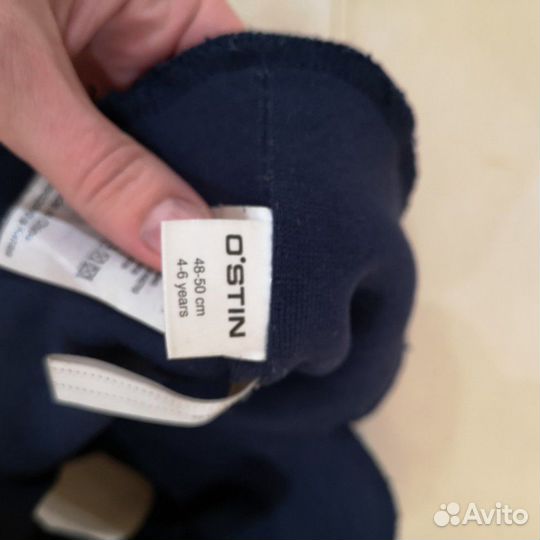 O'STIN
48-50 cm
4-6 years
Avito